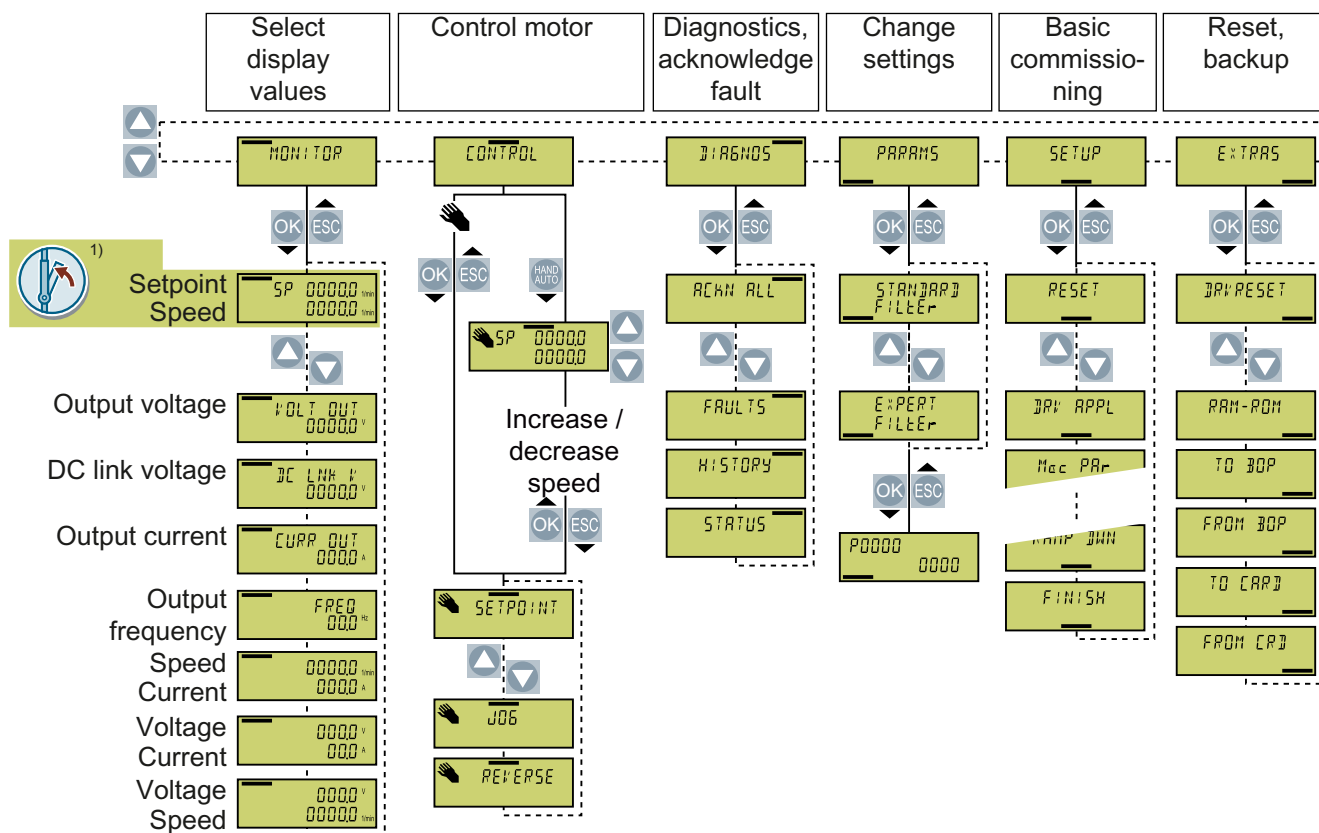 Select
display
values
Control motor
Diagnostics,
acknowledge
fault
Change
settings
Basic
commissio-
ning
Reset,
backup
MONITOR
CONTROL
DIAGNOS
PARAMS
SETUP
EXTRAS
OK ESC
OK ESC
HAND
AUTO
OK ESC
OK ESC
OK ESC
OK ESC
1)
Setpoint
Speed
SP 0000.0 1/min
0000.0 1/min
SP 0000.0
0000.0
Increase /
decrease
speed
OK ESC
ACKN ALL
STANDARD
FILtEr
RESET
DRVRESET
Output voltage
VOLT OUT
0000.0 V
DC link voltage
DC LNK V
0000.0 V
Output current
CURR OUT
000.0 A
Output
frequency
FREQ
00.0 Hz
Speed
Current
0000.0 1/min
000.0 A
Voltage
Current
000.0 V
00.0 A
Voltage
Speed
000.0 V
0000.0 1/min
SETPOINT
JOG
REVERSE
FAULTS
HISTORY
STATUS
EXPERT
FILtEr
OK ESC
P0000
0000
DRV APPL
Mac PAr
RAMP DWN
FINISH
RAM-ROM
TO BOP
FROM BOP
TO CARD
FROM CRD